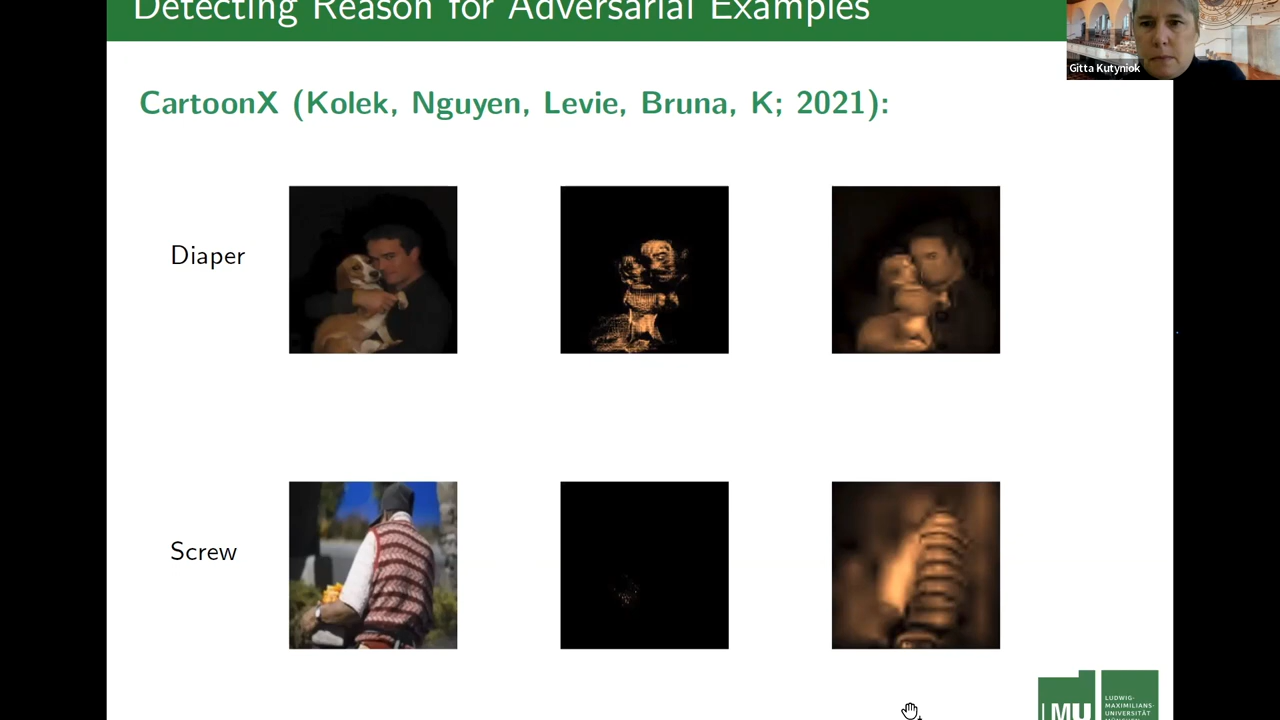 Detecting Reason for Adversarial Examples
Gitta Kutyniok
CartoonX (Kolek, Nguyen, Levie, Bruna, K; 2021):
Diaper
Screw
LMU
LUDWIG-
MAXIMILIANS-
UNIVERSITÄT
MÜNCHEN